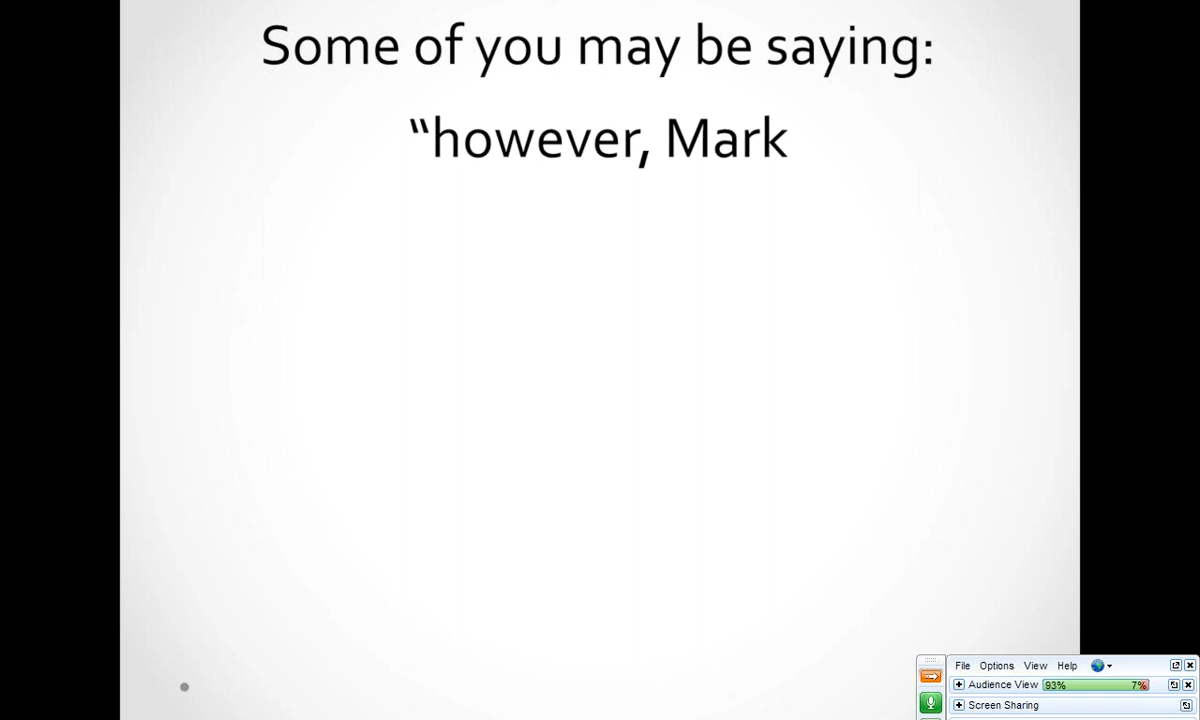 Some of you may be saying:
“however, Mark
File Options View Help
Audience View 93% 7%
Screen Sharing